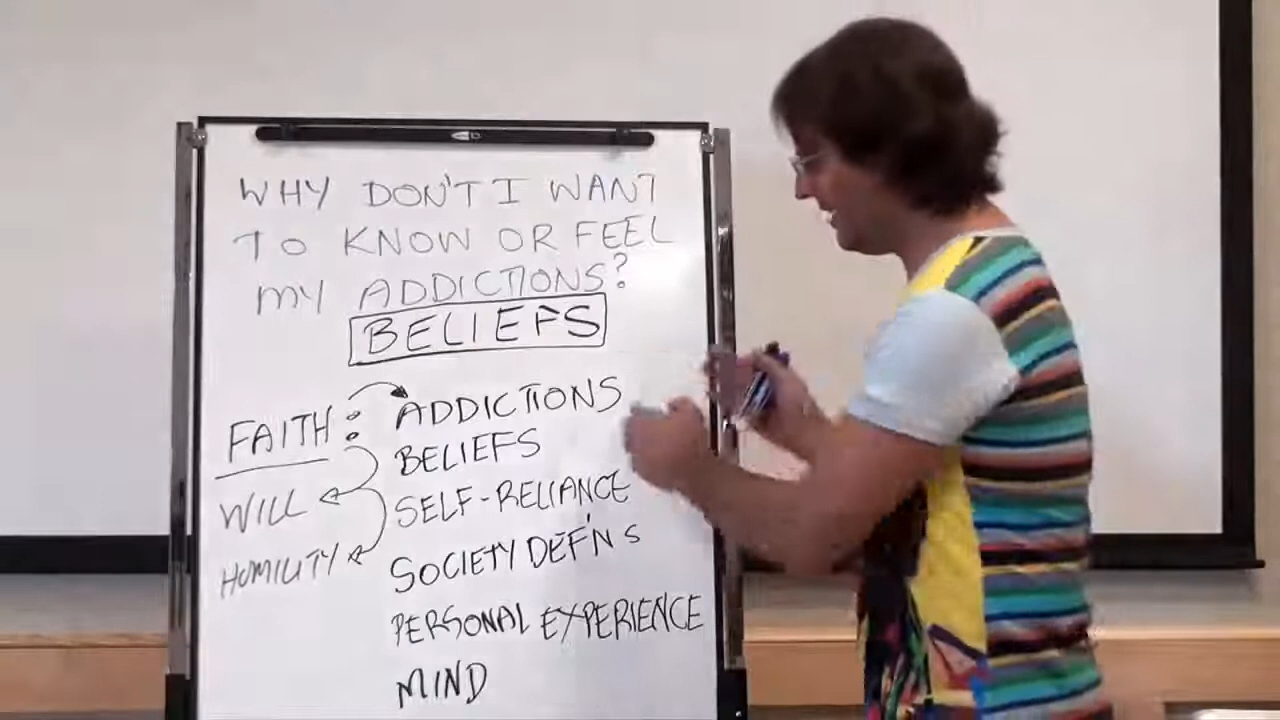 WHY DON'T I WANT
TO KNOW OR FEEL
MY ADDICTIONS?
BELIEFS
FAITH : ADDICTIONS
BELIEFS
WILL
SELF-RELIANCE
HUMILITY
SOCIETY DEF'NS
PERSONAL EXPERIENCE
MIND